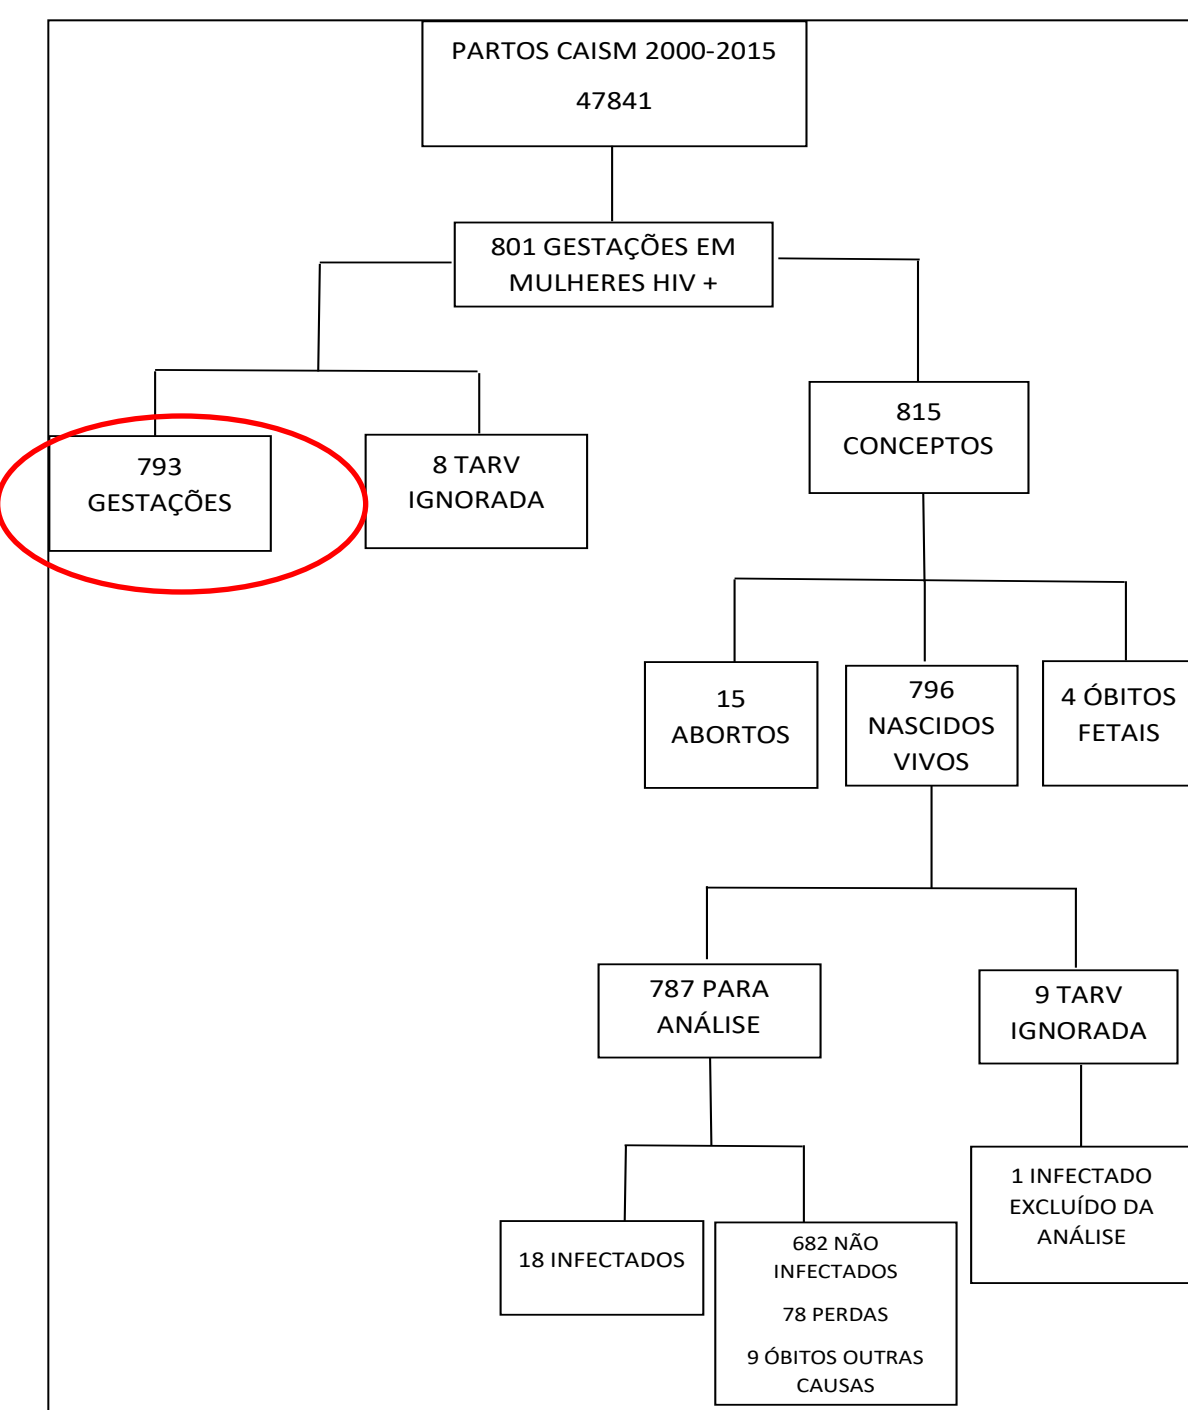 PARTOS CAISM 2000-2015
47841
801 GESTAÇÕES EM
MULHERES HIV +
793
GESTAÇÕES
8 TARV
IGNORADA
815
CONCEPTOS
15
ABORTOS
796
NASCIDOS
VIVOS
4 ÓBITOS
FETAIS
787 PARA
ANÁLISE
9 TARV
IGNORADA
18 INFECTADOS
682 NÃO
INFECTADOS
78 PERDAS
9 ÓBITOS OUTRAS
CAUSAS
1 INFECTADO
EXCLUÍDO DA
ANÁLISE